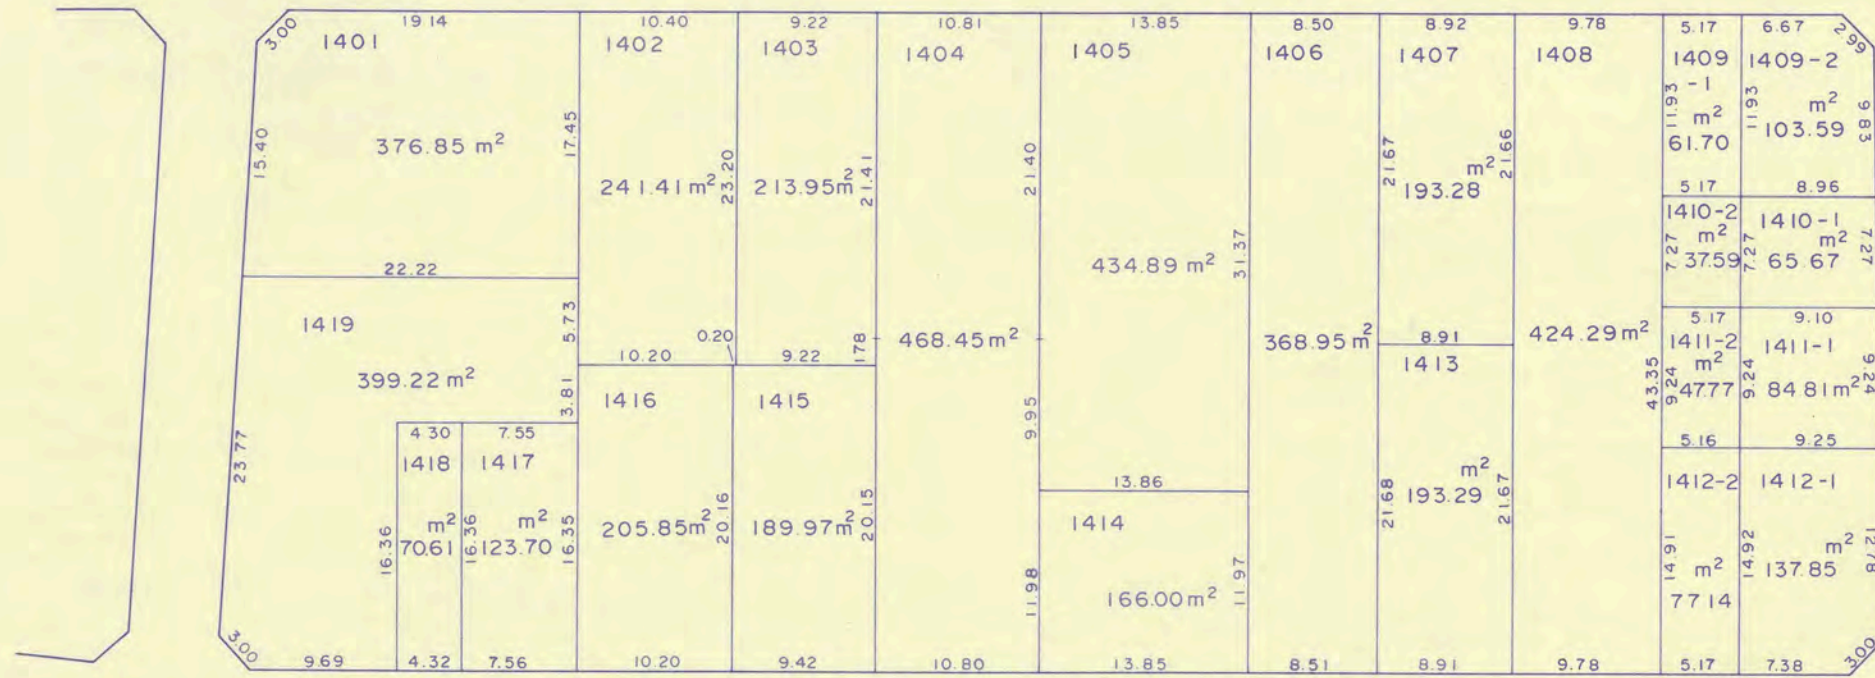 3.00 19.14 10.40 9.22 10.81 13.85 8.50 8.92 9.78 5.17 6.67 2.99
1401 1402 1403 1404 1405 1406 1407 1408 1409 1409-2
-1
15.40 17.45 11.93 11.93 9.83
m² m²
376.85 m² 61.70 103.59
23.20 21.41 21.40 21.67 21.66
241.41 m² 213.95 m² m²
193.28
5.17 8.96
1410-2 1410-1
m² m²
7.27 37.59 7.27 65.67 7.27
22.22
434.89 m² 31.37
1419 5.73
0.20 1.78
10.20 9.22
468.45 m² 368.95 m² 8.91 424.29 m²
1413
5.17 9.10
1411-2 1411-1
m²
43.35 9.24 47.77 9.24 84.81 m² 9.24
399.22 m² 3.81
1416 1415
9.95
4.30 7.55
1418 1417
23.77
5.16 9.25
1412-2 1412-1
13.86
1414
m² m²
16.36 70.61 16.36 123.70 16.35
205.85 m² 20.16 189.97 m² 20.15
m²
21.68 193.29 21.67
14.91 m² 14.92 m² 12.78
77.14 137.85
11.98 166.00 m² 11.97
3.00 9.69 4.32 7.56 10.20 9.42 10.80 13.85 8.51 8.91 9.78 5.17 7.38 3.00